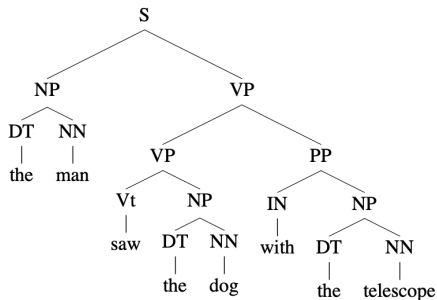 S
NP VP
DT NN VP PP
the man Vt NP IN NP
saw DT NN with DT NN
the dog the telescope